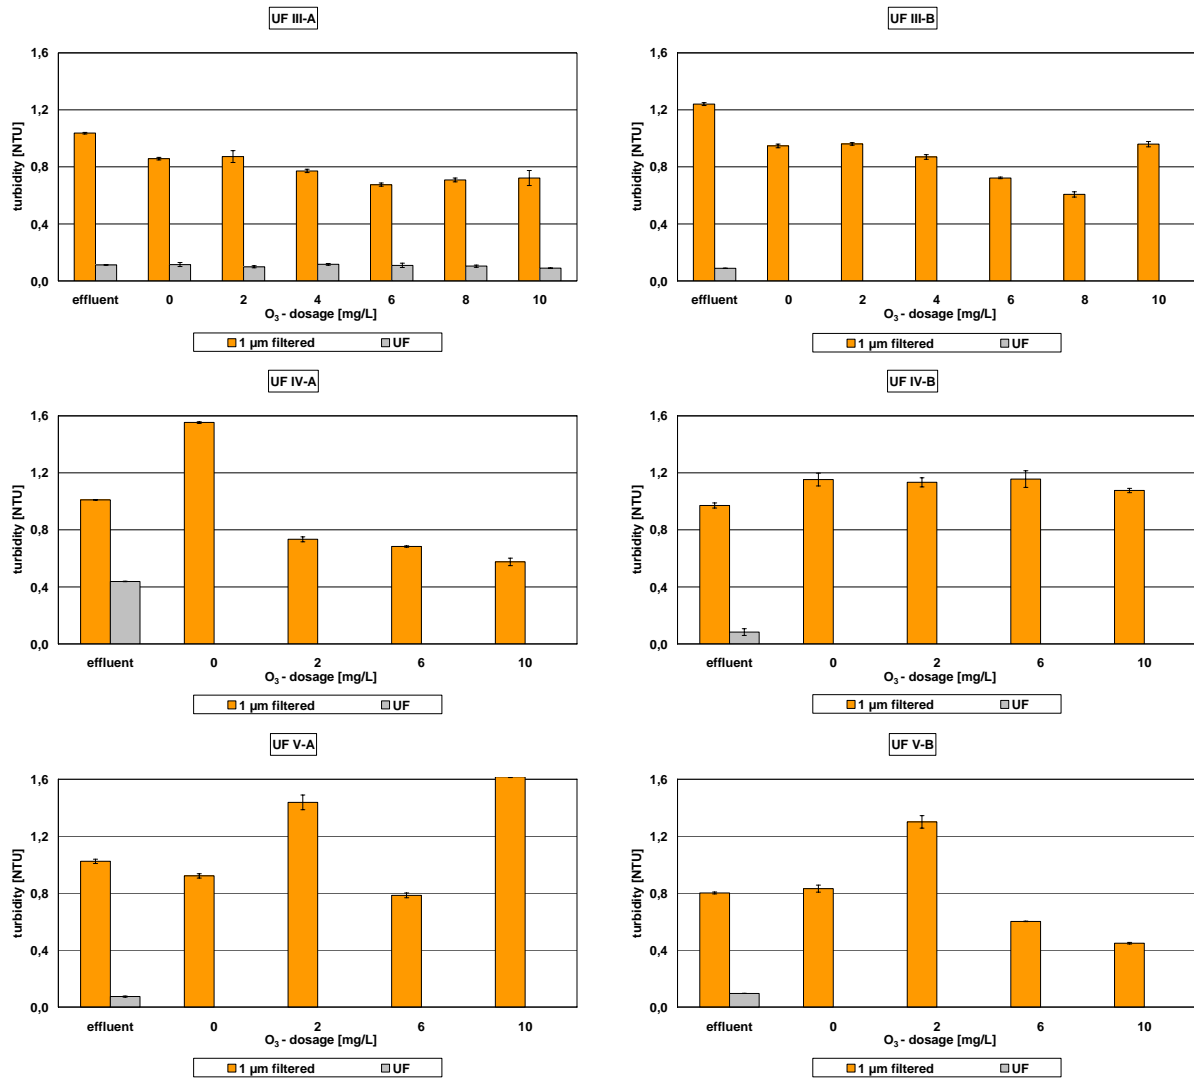 UF III-A
1,6
1,2
0,8
0,4
0,0
turbidity [NTU]
effluent 0 2 4 6 8 10
O₃ - dosage [mg/L]
1 µm filtered UF
UF III-B
1,6
1,2
0,8
0,4
0,0
turbidity [NTU]
effluent 0 2 4 6 8 10
O₃ - dosage [mg/L]
1 µm filtered UF
UF IV-A
1,6
1,2
0,8
0,4
0,0
turbidity [NTU]
effluent 0 2 6 10
O₃ - dosage [mg/L]
1 µm filtered UF
UF IV-B
1,6
1,2
0,8
0,4
0,0
turbidity [NTU]
effluent 0 2 6 10
O₃ - dosage [mg/L]
1 µm filtered UF
UF V-A
1,6
1,2
0,8
0,4
0,0
turbidity [NTU]
effluent 0 2 6 10
O₃ - dosage [mg/L]
1 µm filtered UF
UF V-B
1,6
1,2
0,8
0,4
0,0
turbidity [NTU]
effluent 0 2 6 10
O₃ - dosage [mg/L]
1 µm filtered UF